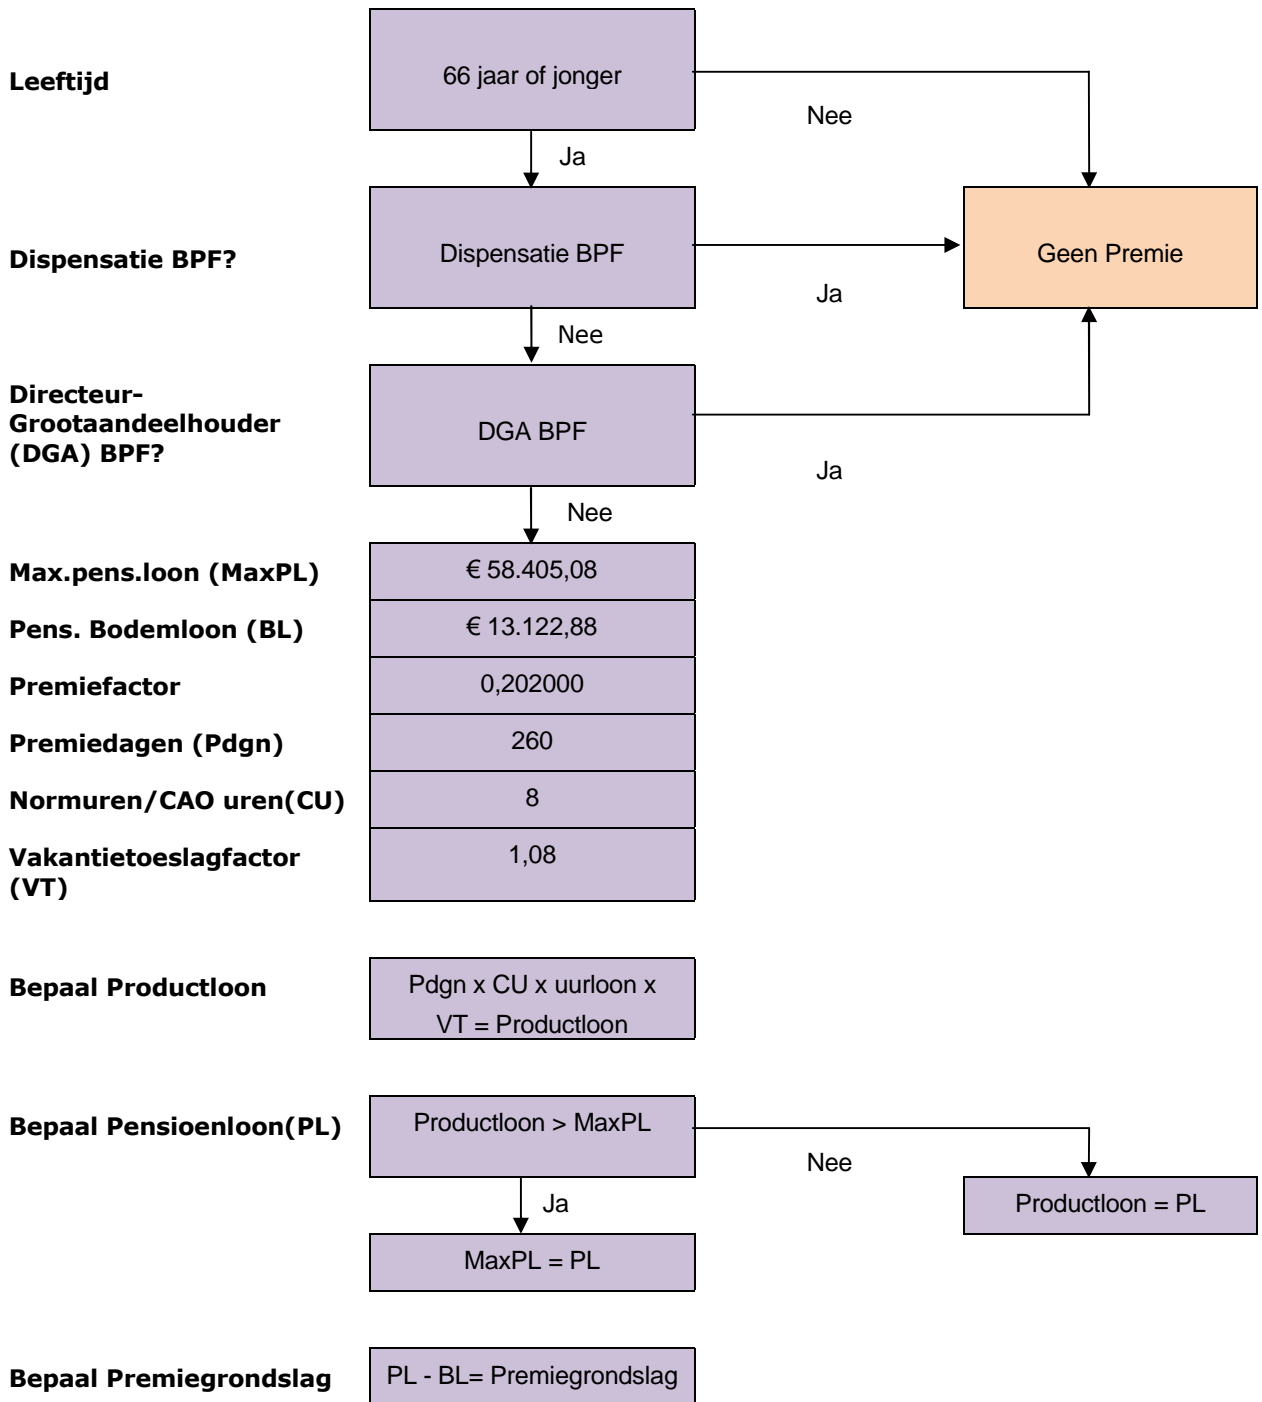 66 jaar of jonger
Leeftijd
Nee
Ja
Dispensatie BPF?
Dispensatie BPF
Geen Premie
Ja
Nee
Directeur-
Grootaandeelhouder
(DGA) BPF?
DGA BPF
Ja
Nee
Max.pens.loon (MaxPL)
€ 58.405,08
Pens. Bodemloon (BL)
€ 13.122,88
Premiefactor
0,202000
Premiedagen (Pdgn)
260
Normuren/CAO uren(CU)
8
Vakantietoeslagfactor
(VT)
1,08
Bepaal Productloon
Pdgn x CU x uurloon x
VT = Productloon
Bepaal Pensioenloon(PL)
Productloon > MaxPL
Nee
Ja
Productloon = PL
MaxPL = PL
Bepaal Premiegrondslag
PL - BL= Premiegrondslag